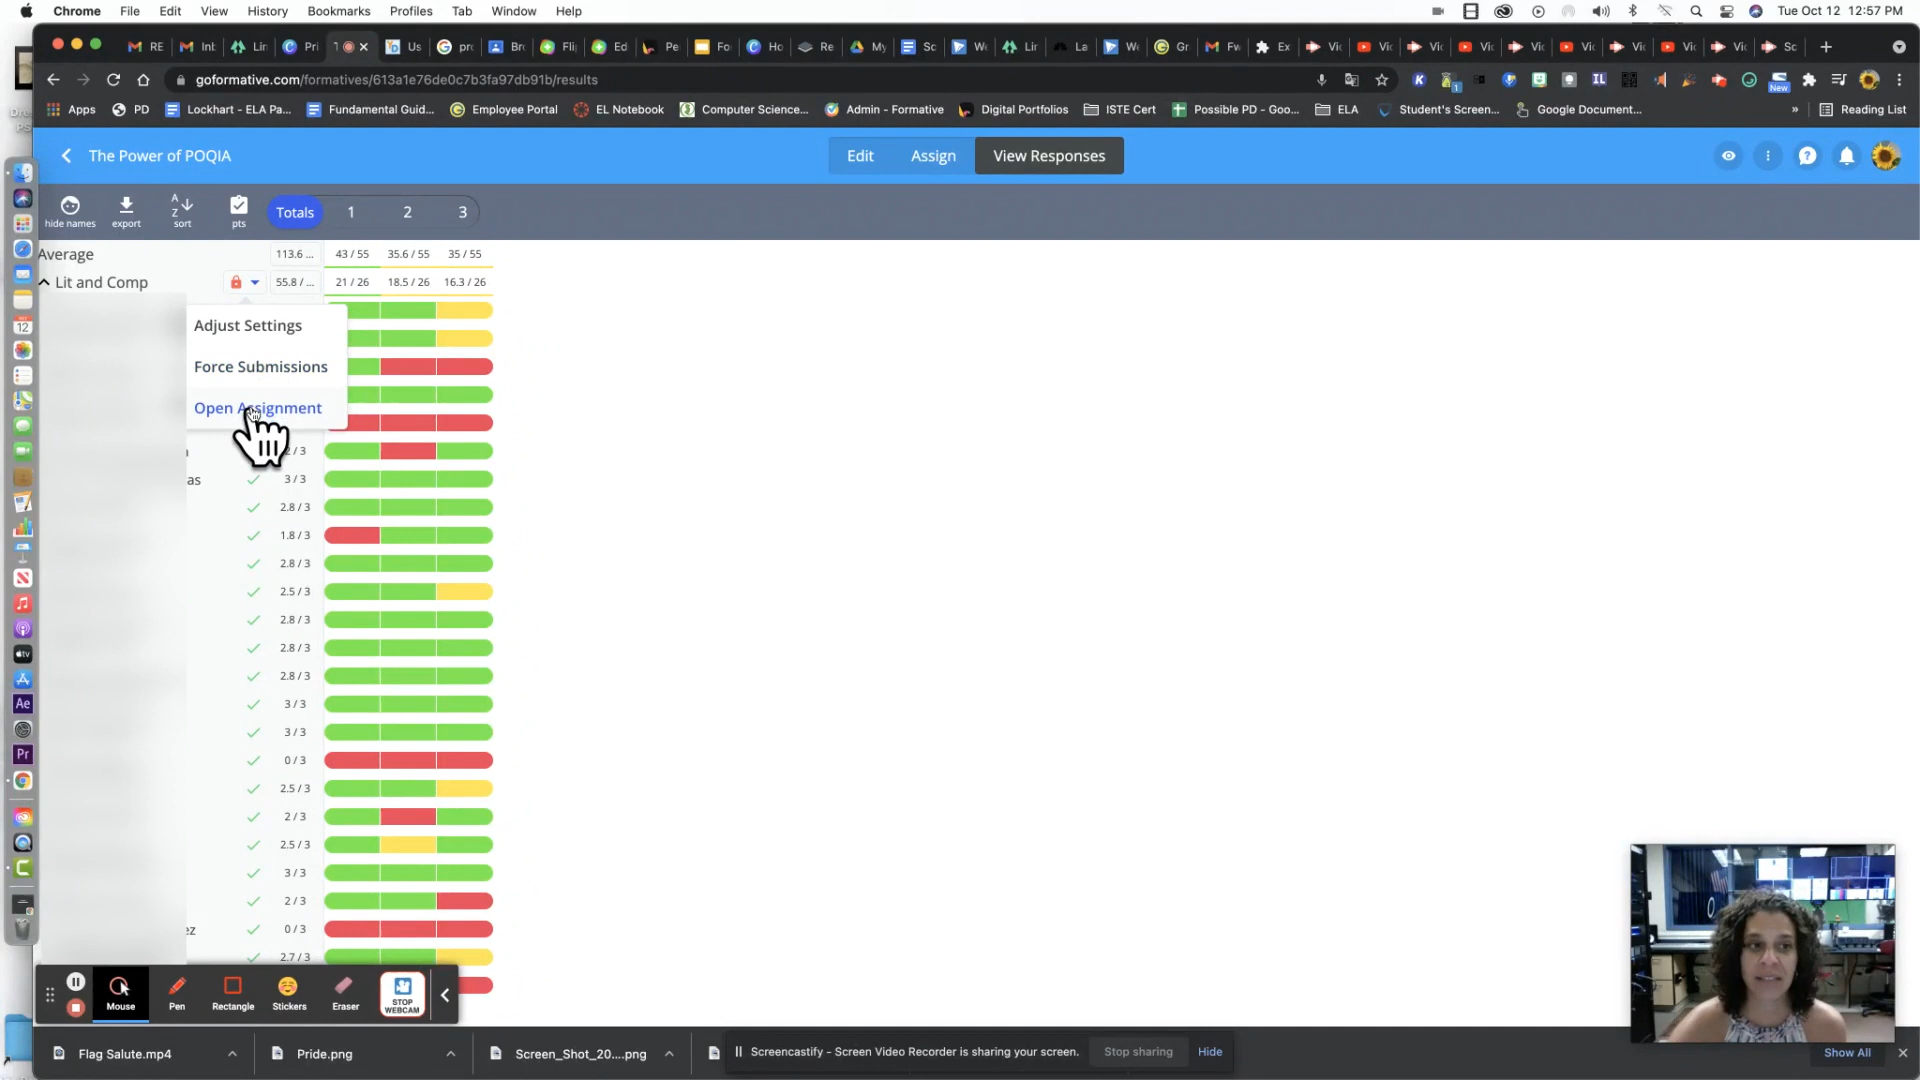 Chrome File Edit View History Bookmarks Profiles Tab Window Help Tue Oct 12 12:57 PM
goformative.com/formatives/613a1e76de0c7b3fa97db91b/results
New
Apps PD Lockhart - ELA Pa... Fundamental Guid... Employee Portal EL Notebook Computer Science... Admin - Formative Digital Portfolios ISTE Cert Possible PD - Goo... ELA Student's Screen... Google Document... » Reading List
The Power of POQIA Edit Assign View Responses
hide names export sort pts Totals 1 2 3
Average 113.6 ... 43 / 55 35.6 / 55 35 / 55
Lit and Comp 55.8 / ... 21 / 26 18.5 / 26 16.3 / 26
Adjust Settings
Force Submissions
Open Assignment
2 / 3
as 3 / 3
2.8 / 3
1.8 / 3
2.8 / 3
2.5 / 3
2.8 / 3
2.8 / 3
2.8 / 3
3 / 3
3 / 3
0 / 3
2.5 / 3
2 / 3
2.5 / 3
3 / 3
2 / 3
ez 0 / 3
2.7 / 3
Mouse Pen Rectangle Stickers Eraser STOP WEBCAM
Flag Salute.mp4 Pride.png Screen_Shot_20....png Screencastify - Screen Video Recorder is sharing your screen. Stop sharing Hide Show All